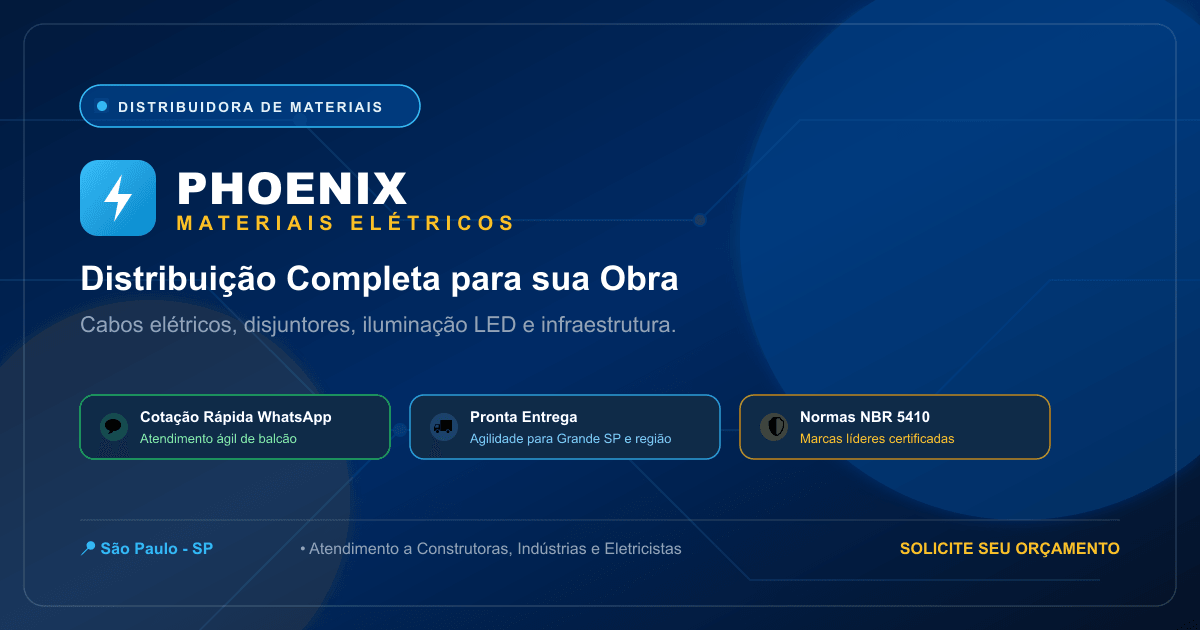 DISTRIBUIDORA DE MATERIAIS
PHOENIX
MATERIAIS ELÉTRICOS
Distribuição Completa para sua Obra
Cabos elétricos, disjuntores, iluminação LED e infraestrutura.
Cotação Rápida WhatsApp
Atendimento ágil de balcão
Pronta Entrega
Agilidade para Grande SP e região
Normas NBR 5410
Marcas líderes certificadas
São Paulo - SP
• Atendimento a Construtoras, Indústrias e Eletricistas
SOLICITE SEU ORÇAMENTO